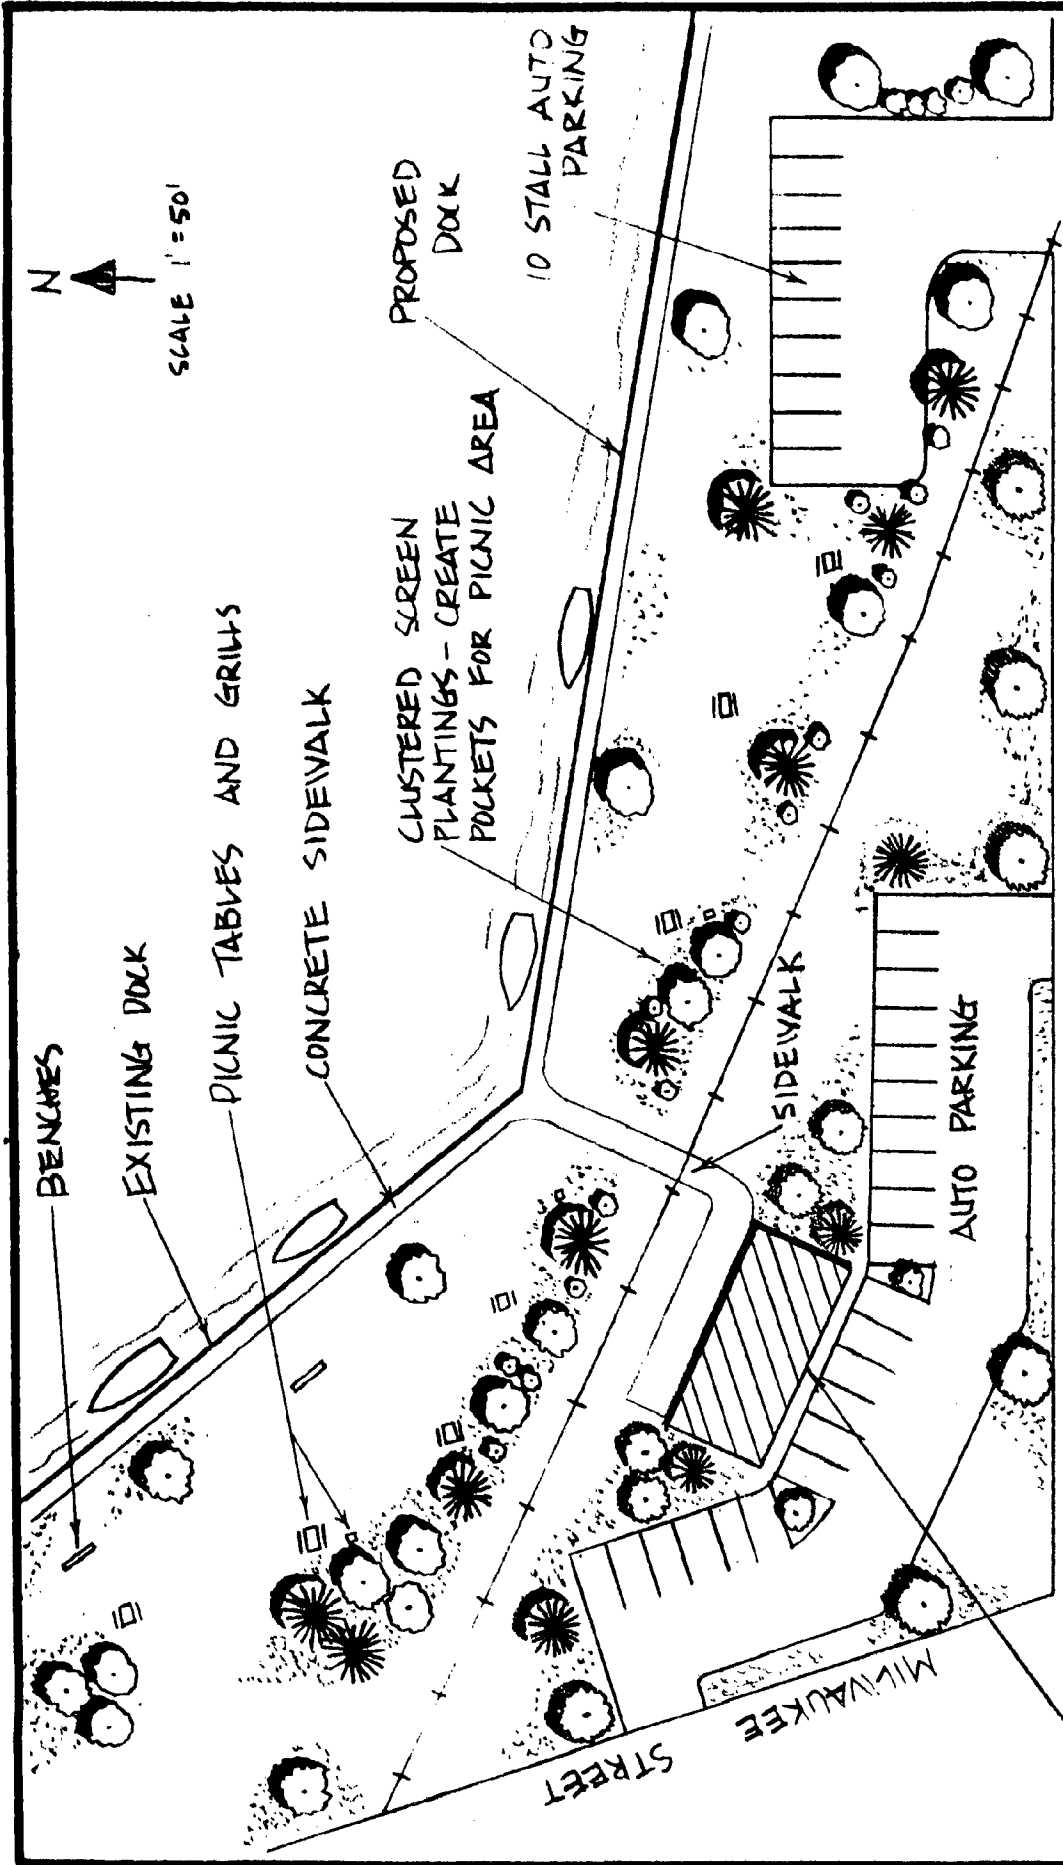 N
SCALE 1' = 50'
BENCHES
EXISTING DOCK
PICNIC TABLES AND GRILLS
CONCRETE SIDEWALK
CLUSTERED SCREEN
PLANTINGS - CREATE
POCKETS FOR PICNIC AREA
PROPOSED
DOCK
10 STALL AUTO
PARKING
SIDEWALK
AUTO PARKING
MILWAUKEE
STREET